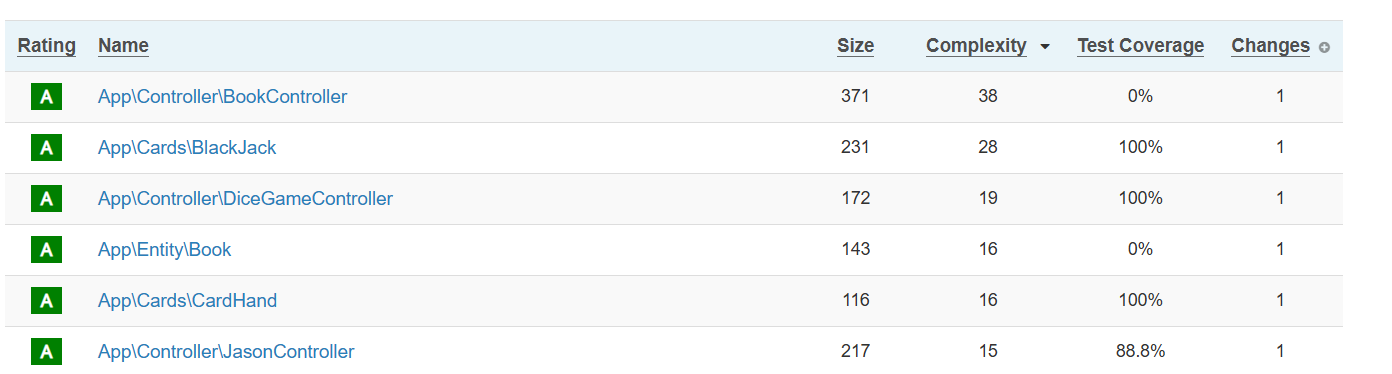 Rating Name Size Complexity Test Coverage Changes
A App\Controller\BookController 371 38 0% 1
A App\Cards\BlackJack 231 28 100% 1
A App\Controller\DiceGameController 172 19 100% 1
A App\Entity\Book 143 16 0% 1
A App\Cards\CardHand 116 16 100% 1
A App\Controller\JasonController 217 15 88.8% 1